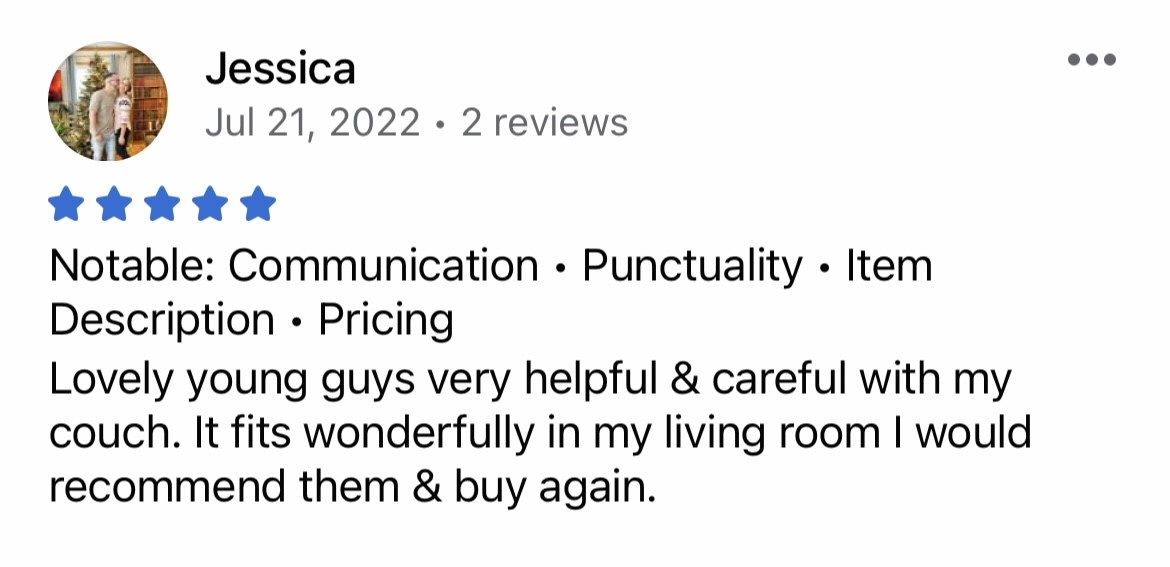 Jessica
Jul 21, 2022 • 2 reviews
Notable: Communication • Punctuality • Item
Description • Pricing
Lovely young guys very helpful & careful with my
couch. It fits wonderfully in my living room I would
recommend them & buy again.